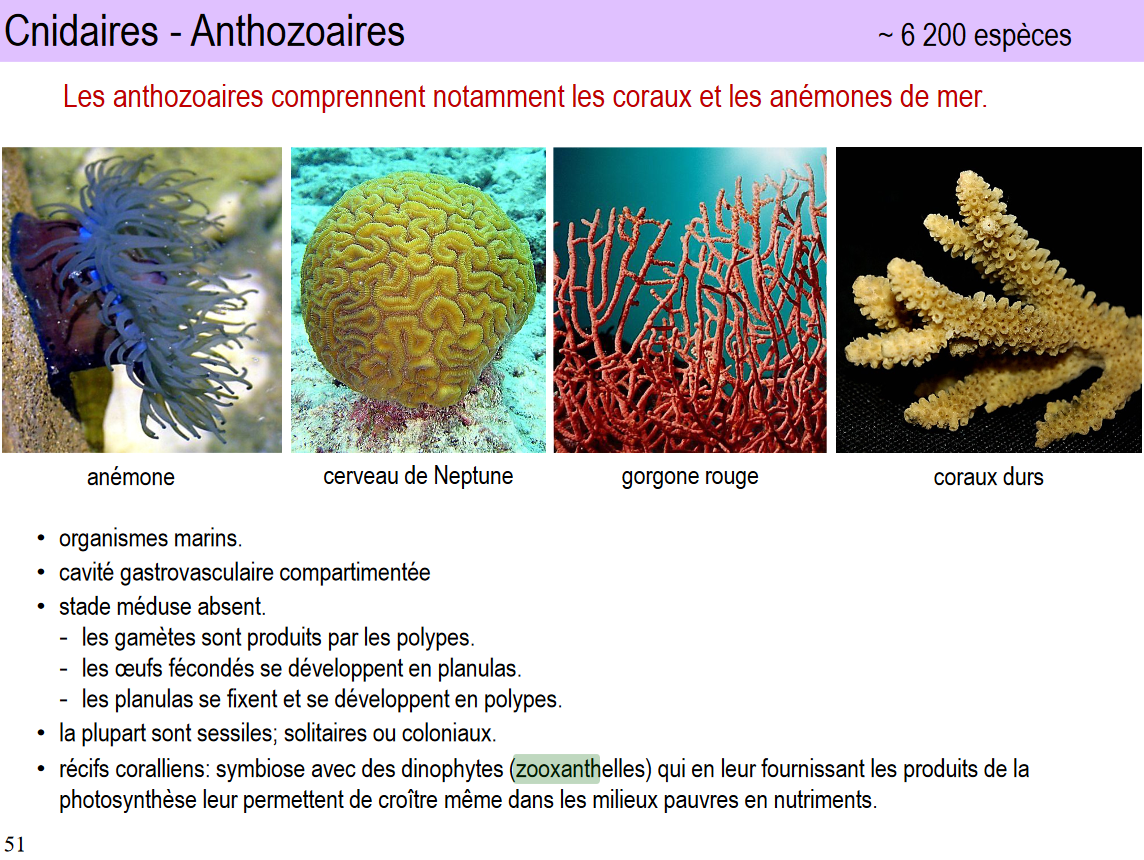 Cnidaires - Anthozoaires ~ 6 200 espèces
Les anthozoaires comprennent notamment les coraux et les anémones de mer.
anémone cerveau de Neptune gorgone rouge coraux durs
• organismes marins.
• cavité gastrovasculaire compartimentée
• stade méduse absent.
- les gamètes sont produits par les polypes.
- les œufs fécondés se développent en planulas.
- les planulas se fixent et se développent en polypes.
• la plupart sont sessiles; solitaires ou coloniaux.
• récifs coralliens: symbiose avec des dinophytes (zooxanthelles) qui en leur fournissant les produits de la
photosynthèse leur permettent de croître même dans les milieux pauvres en nutriments.
51